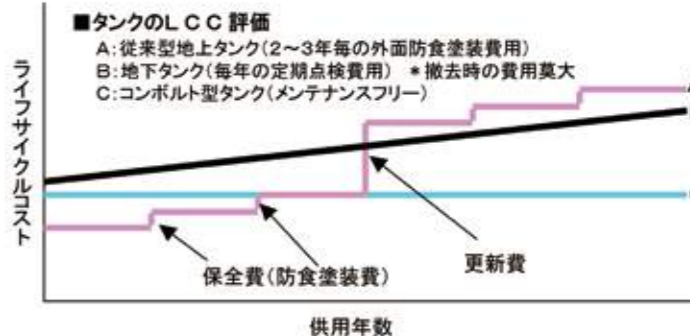 ■タンクのLCC評価
A:従来型地上タンク(2～3年毎の外面防食塗装費用)
B:地下タンク(毎年の定期点検費用) *撤去時の費用莫大
C:コンボルト型タンク(メンテナンスフリー)
ライフサイクルコスト
保全費(防食塗装費)
更新費
供用年数